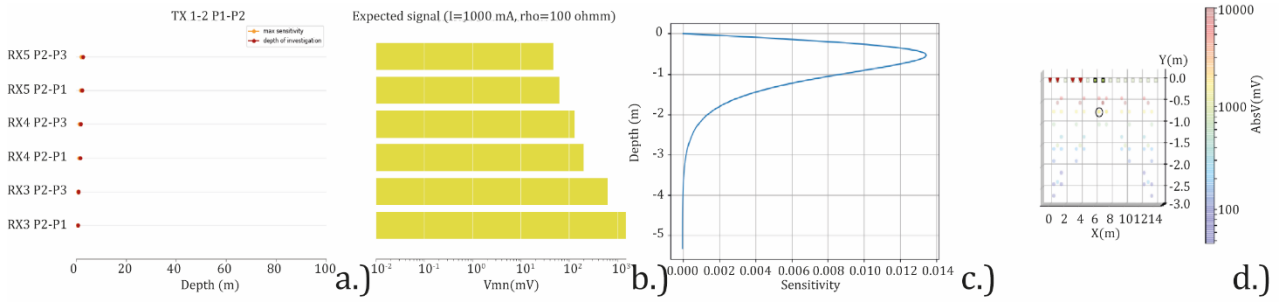 TX 1-2 P1-P2
max sensitivity
depth of investigation
RX5 P2-P3
RX5 P2-P1
RX4 P2-P3
RX4 P2-P1
RX3 P2-P3
RX3 P2-P1
0 20 40 60 80 100
Depth (m)
a.)
Expected signal (I=1000 mA, rho=100 ohmm)
10-2 10-1 100 101 102 103
Vmn(mV)
b.)
0
-1
-2
-3
-4
-5
Depth (m)
0.000 0.002 0.004 0.006 0.008 0.010 0.012 0.014
Sensitivity
c.)
Y(m)
0.0
-0.5
-1.0
-1.5
-2.0
-2.5
-3.0
0 2 4 6 8 10 12 14
X(m)
10000
1000
100
AbsV(mV)
d.)